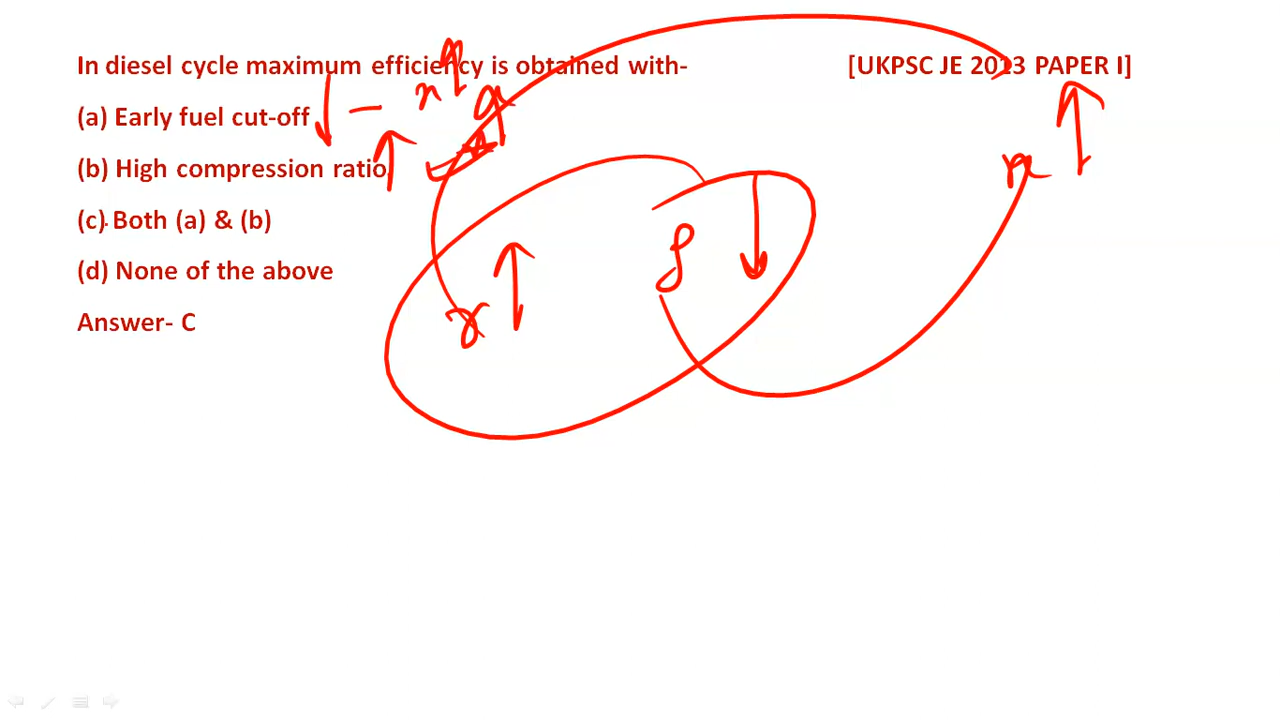 In diesel cycle maximum efficiency is obtained with- [UKPSC JE 2013 PAPER I]
(a) Early fuel cut-off
(b) High compression ratio
(c) Both (a) & (b)
(d) None of the above
Answer- C